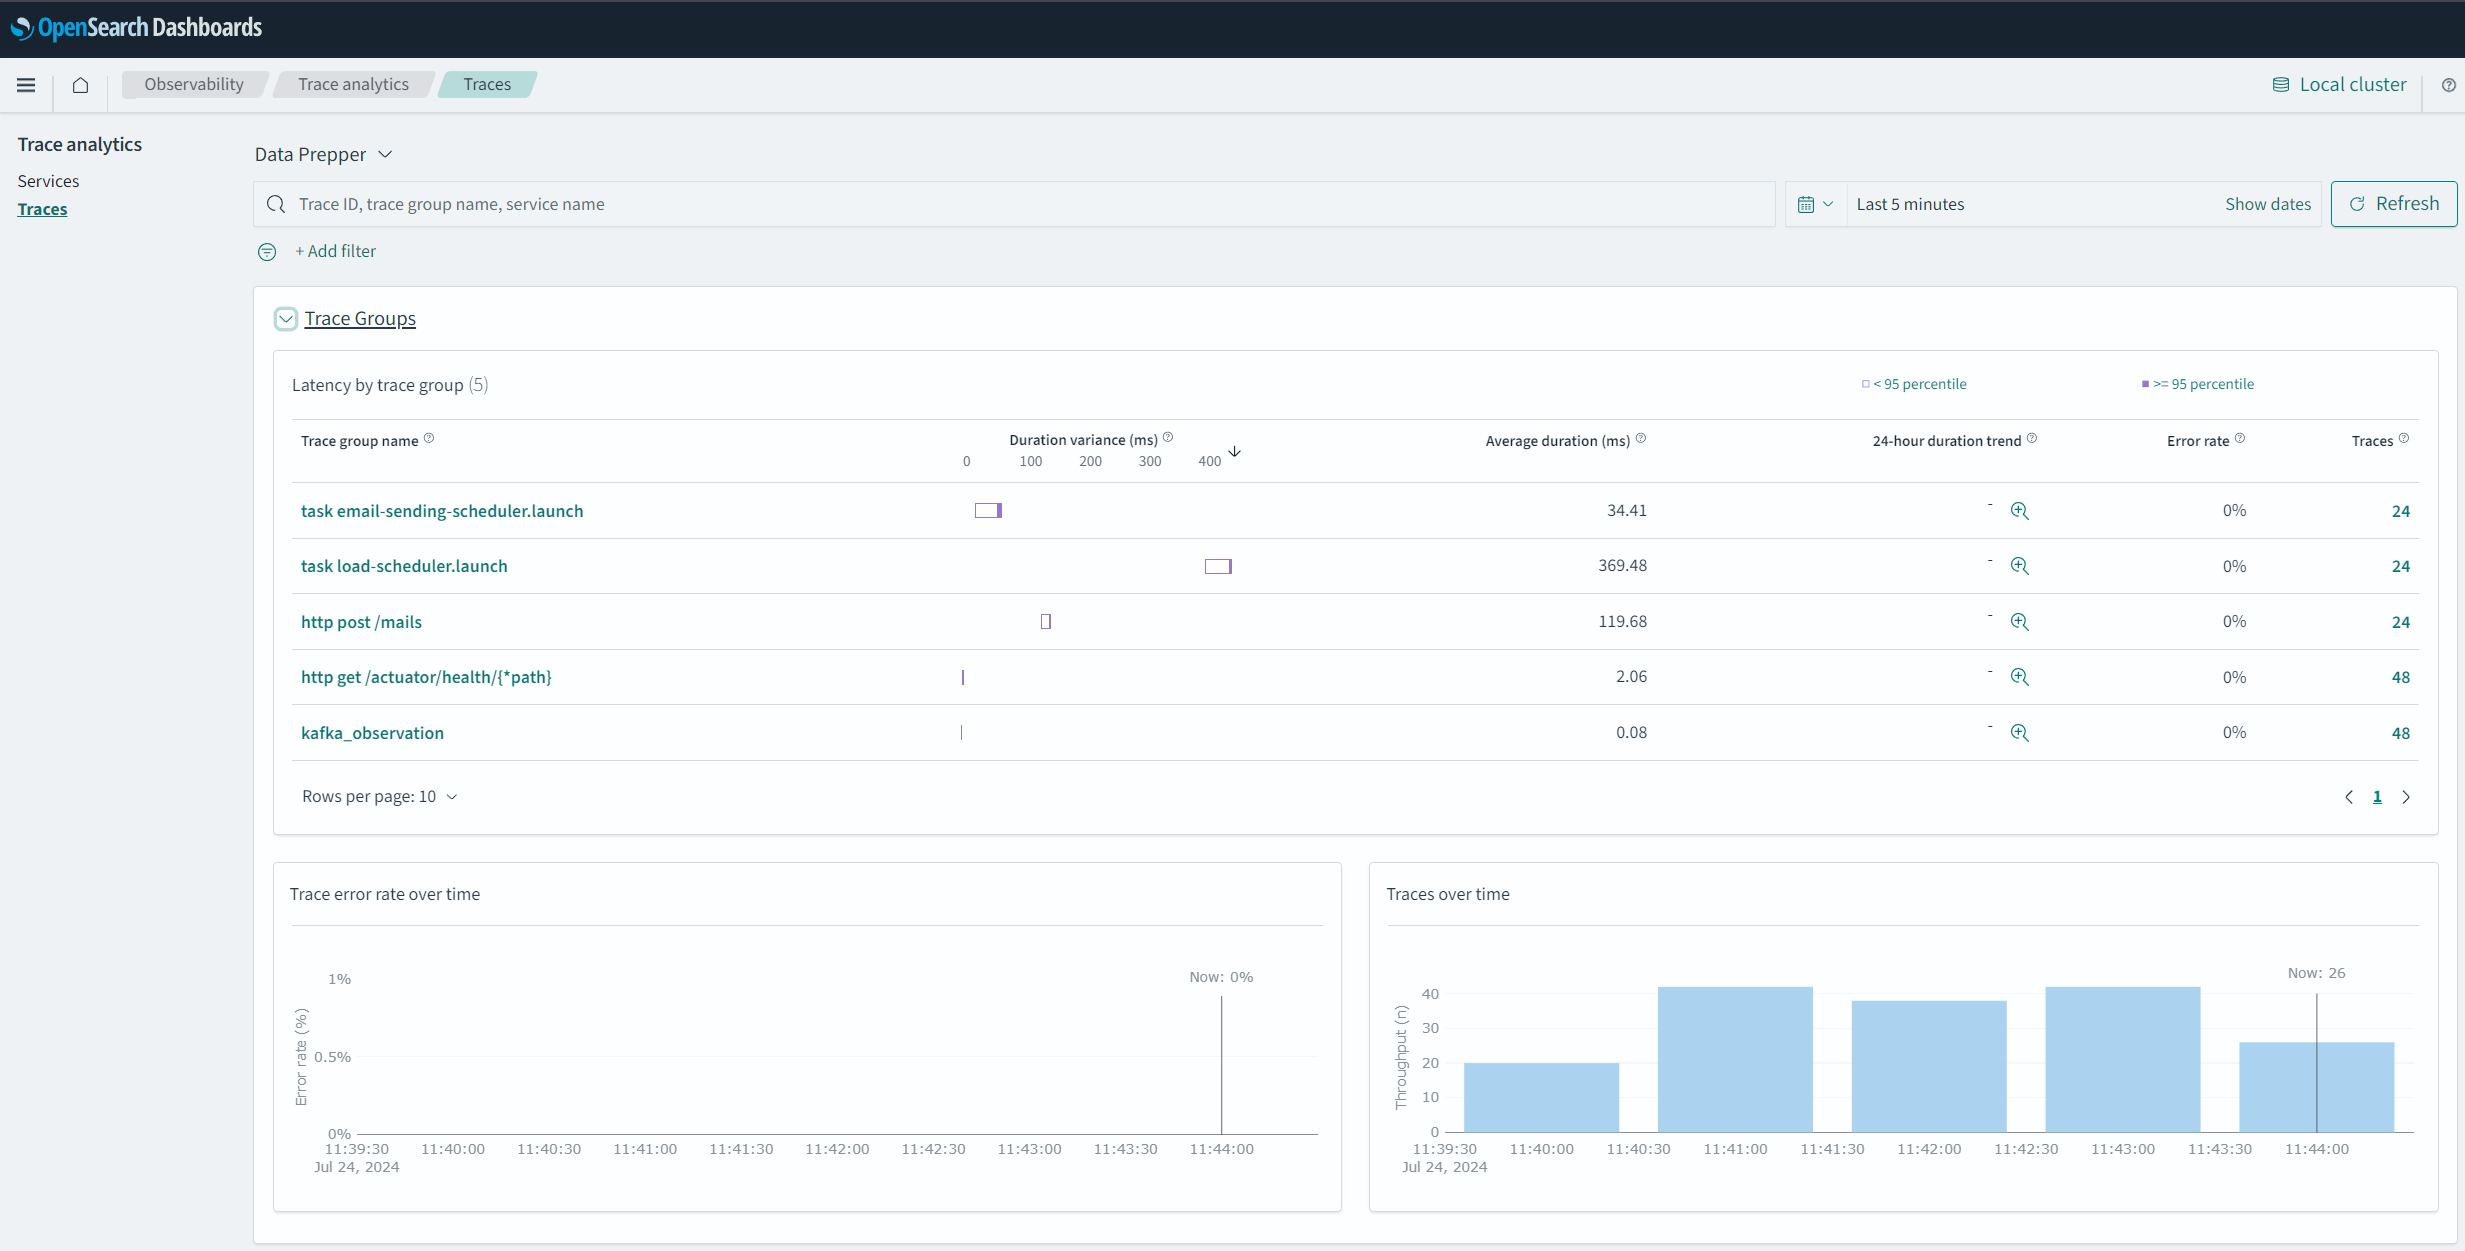 OpenSearch Dashboards
Observability Trace analytics Traces Local cluster
Trace analytics
Services
Traces
Data Prepper
Trace ID, trace group name, service name
Last 5 minutes Show dates Refresh
+ Add filter
Trace Groups
Latency by trace group (5) < 95 percentile >= 95 percentile
Trace group name Duration variance (ms) Average duration (ms) 24-hour duration trend Error rate Traces
0 100 200 300 400
task email-sending-scheduler.launch 34.41 - 0% 24
task load-scheduler.launch 369.48 - 0% 24
http post /mails 119.68 - 0% 24
http get /actuator/health/{*path} 2.06 - 0% 48
kafka_observation 0.08 - 0% 48
Rows per page: 10 1
Trace error rate over time
Now: 0%
1%
0.5%
0%
Error rate (%)
11:39:30 11:40:00 11:40:30 11:41:00 11:41:30 11:42:00 11:42:30 11:43:00 11:43:30 11:44:00
Jul 24, 2024
Traces over time
Now: 26
40
30
20
10
0
Throughput (n)
11:39:30 11:40:00 11:40:30 11:41:00 11:41:30 11:42:00 11:42:30 11:43:00 11:43:30 11:44:00
Jul 24, 2024